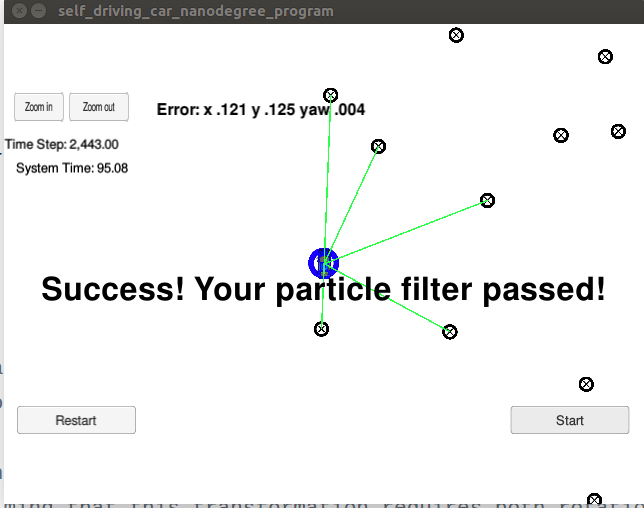 self_driving_car_nanodegree_program
Zoom in Zoom out
Error: x .121 y .125 yaw .004
Time Step: 2,443.00
System Time: 95.08
Success! Your particle filter passed!
Restart Start